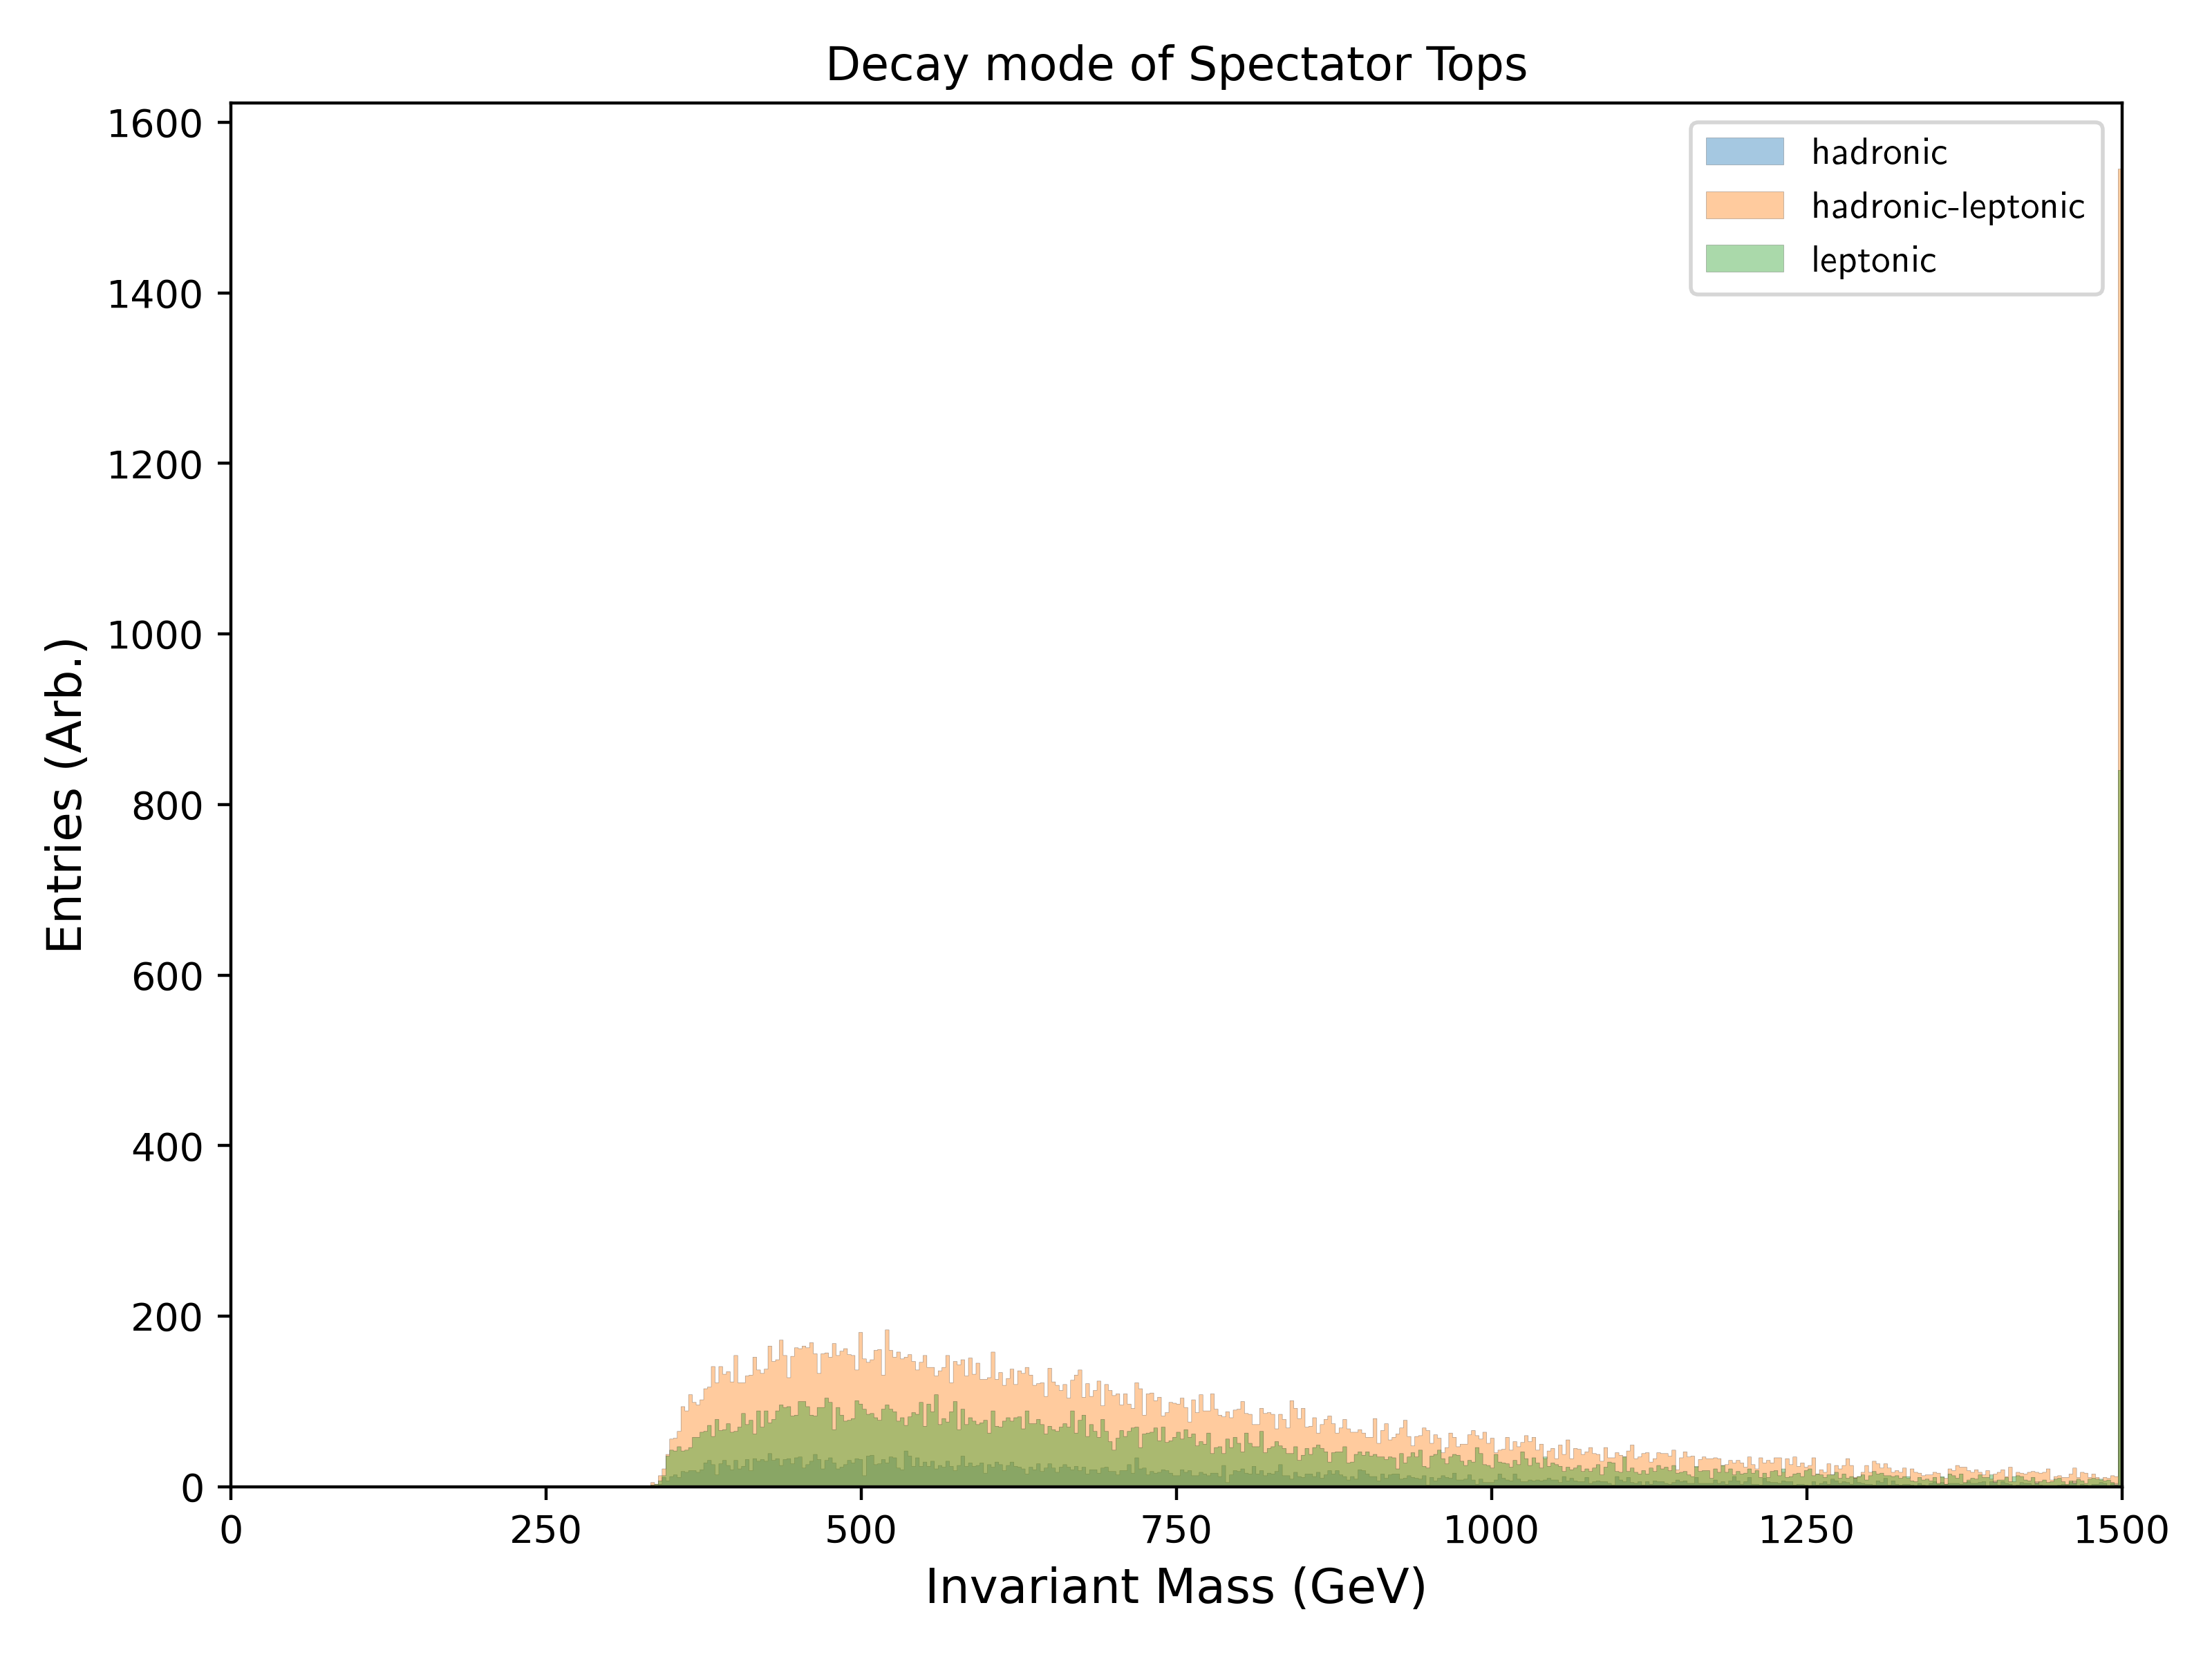 Decay mode of Spectator Tops
hadronic
hadronic-leptonic
leptonic
Entries (Arb.)
1600
1400
1200
1000
800
600
400
200
0
0 250 500 750 1000 1250 1500
Invariant Mass (GeV)